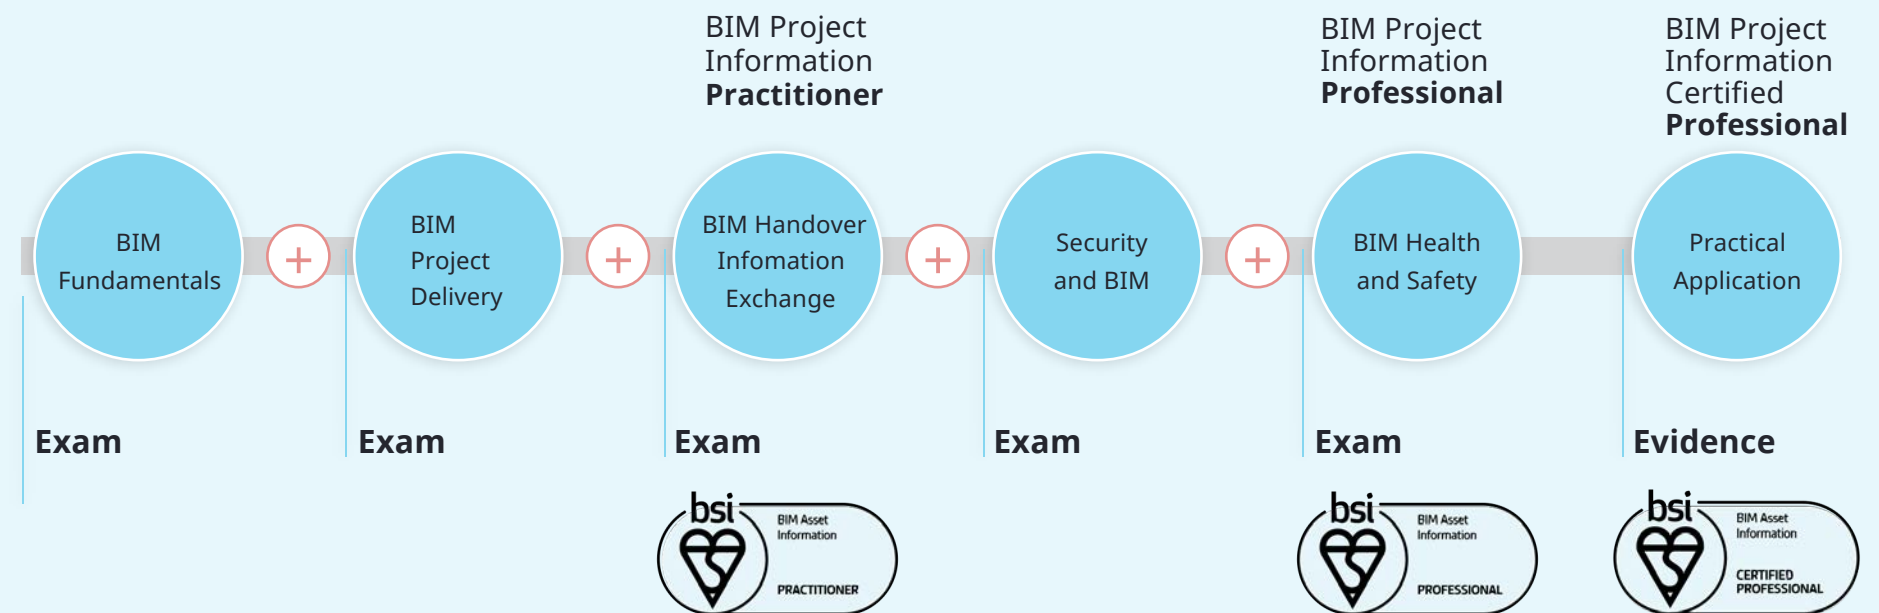 BIM Project
Information
Practitioner
BIM Project
Information
Professional
BIM Project
Information
Certified
Professional
BIM
Fundamentals
+
BIM
Project
Delivery
+
BIM Handover
Infomation
Exchange
+
Security
and BIM
+
BIM Health
and Safety
Practical
Application
Exam
Exam
Exam
Exam
Exam
Evidence
bsi
BIM Asset
Information
PRACTITIONER
bsi
BIM Asset
Information
PROFESSIONAL
bsi
BIM Asset
Information
CERTIFIED
PROFESSIONAL